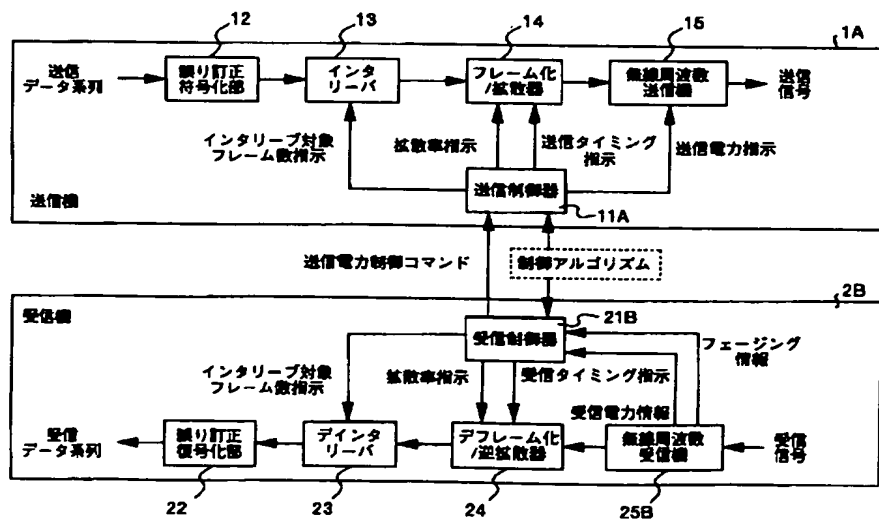 12
13
14
15
1A
送信
データ系列
誤り訂正
符号化部
インタ
リーバ
フレーム化
/拡散器
無線周波数
送信機
送信
信号
インタリーブ対象
フレーム数指示
拡散率指示
送信タイミング
指示
送信電力指示
送信制御器
送信機
11A
送信電力制御コマンド
制御アルゴリズム
2B
受信機
21B
受信制御器
フェージング
情報
インタリーブ対象
フレーム数指示
拡散率指示
受信タイミング指示
受信電力情報
受信
データ系列
誤り訂正
復号化部
デインタ
リーバ
デフレーム化
/逆拡散器
無線周波数
受信機
受信
信号
22
23
24
25B